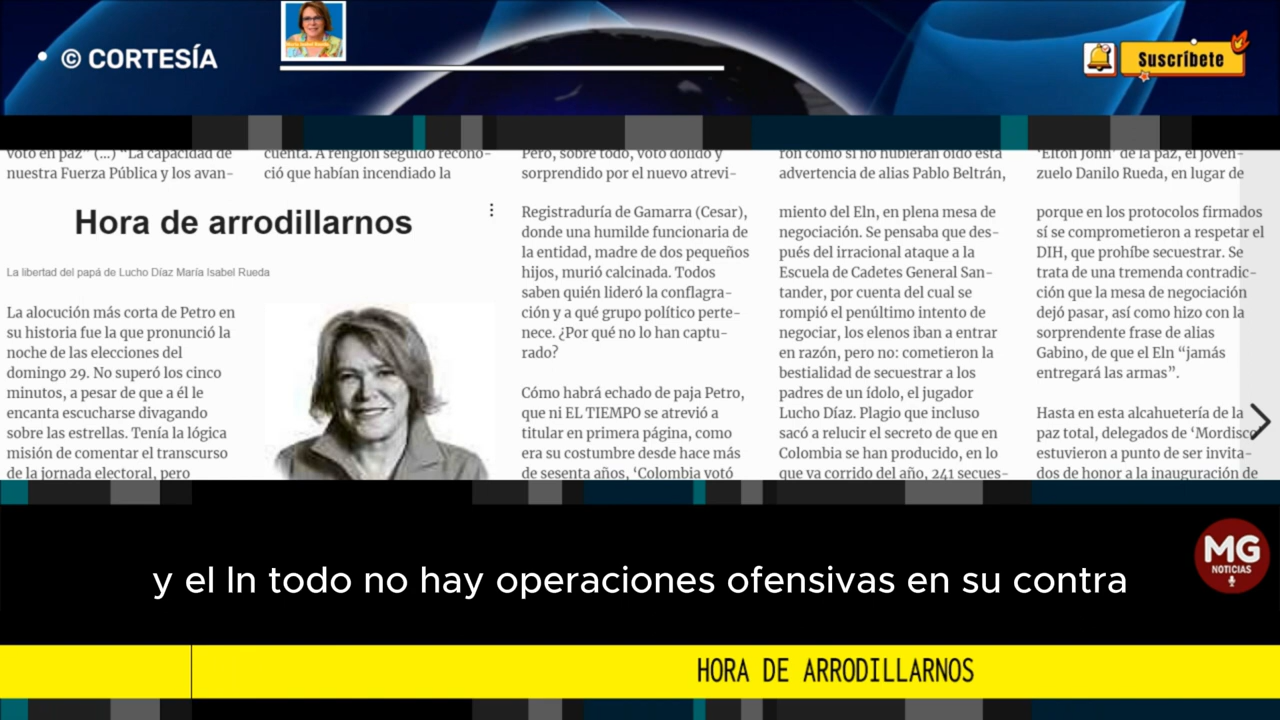 © CORTESÍA
María Isabel Rueda
Suscríbete
voto en paz" (...) "La capacidad de
nuestra Fuerza Pública y los avan-
Hora de arrodillarnos
La libertad del papá de Lucho Díaz María Isabel Rueda
La alocución más corta de Petro en
su historia fue la que pronunció la
noche de las elecciones del
domingo 29. No superó los cinco
minutos, a pesar de que a él le
encanta escucharse divagando
sobre las estrellas. Tenía la lógica
misión de comentar el transcurso
de la jornada electoral, pero
cuenta. A renglón seguido recono-
ció que habían incendiado la
Pero, sobre todo, votó dolido y
sorprendido por el nuevo atrevi-
Registraduría de Gamarra (Cesar),
donde una humilde funcionaria de
la entidad, madre de dos pequeños
hijos, murió calcinada. Todos
saben quién lideró la conflagra-
ción y a qué grupo político perte-
nece. ¿Por qué no lo han captu-
rado?
Cómo habrá echado de paja Petro,
que ni EL TIEMPO se atrevió a
titular en primera página, como
era su costumbre desde hace más
de sesenta años, ‘Colombia votó
ron como si no hubieran oído esta
advertencia de alias Pablo Beltrán,
miento del Eln, en plena mesa de
negociación. Se pensaba que des-
pués del irracional ataque a la
Escuela de Cadetes General San-
tander, por cuenta del cual se
rompió el penúltimo intento de
negociar, los elenos iban a entrar
en razón, pero no: cometieron la
bestialidad de secuestrar a los
padres de un ídolo, el jugador
Lucho Díaz. Plagio que incluso
sacó a relucir el secreto de que en
Colombia se han producido, en lo
que va corrido del año, 241 secues-
‘Elton John’ de la paz, el joven-
zuelo Danilo Rueda, en lugar de
porque en los protocolos firmados
sí se comprometieron a respetar el
DIH, que prohíbe secuestrar. Se
trata de una tremenda contradic-
ción que la mesa de negociación
dejó pasar, así como hizo con la
sorprendente frase de alias
Gabino, de que el Eln “jamás
entregará las armas”.
Hasta en esta alcahuetería de la
paz total, delegados de ‘Mordisco’
estuvieron a punto de ser invita-
dos de honor a la inauguración de
MG
NOTICIAS
y el ln todo no hay operaciones ofensivas en su contra
HORA DE ARRODILLARNOS